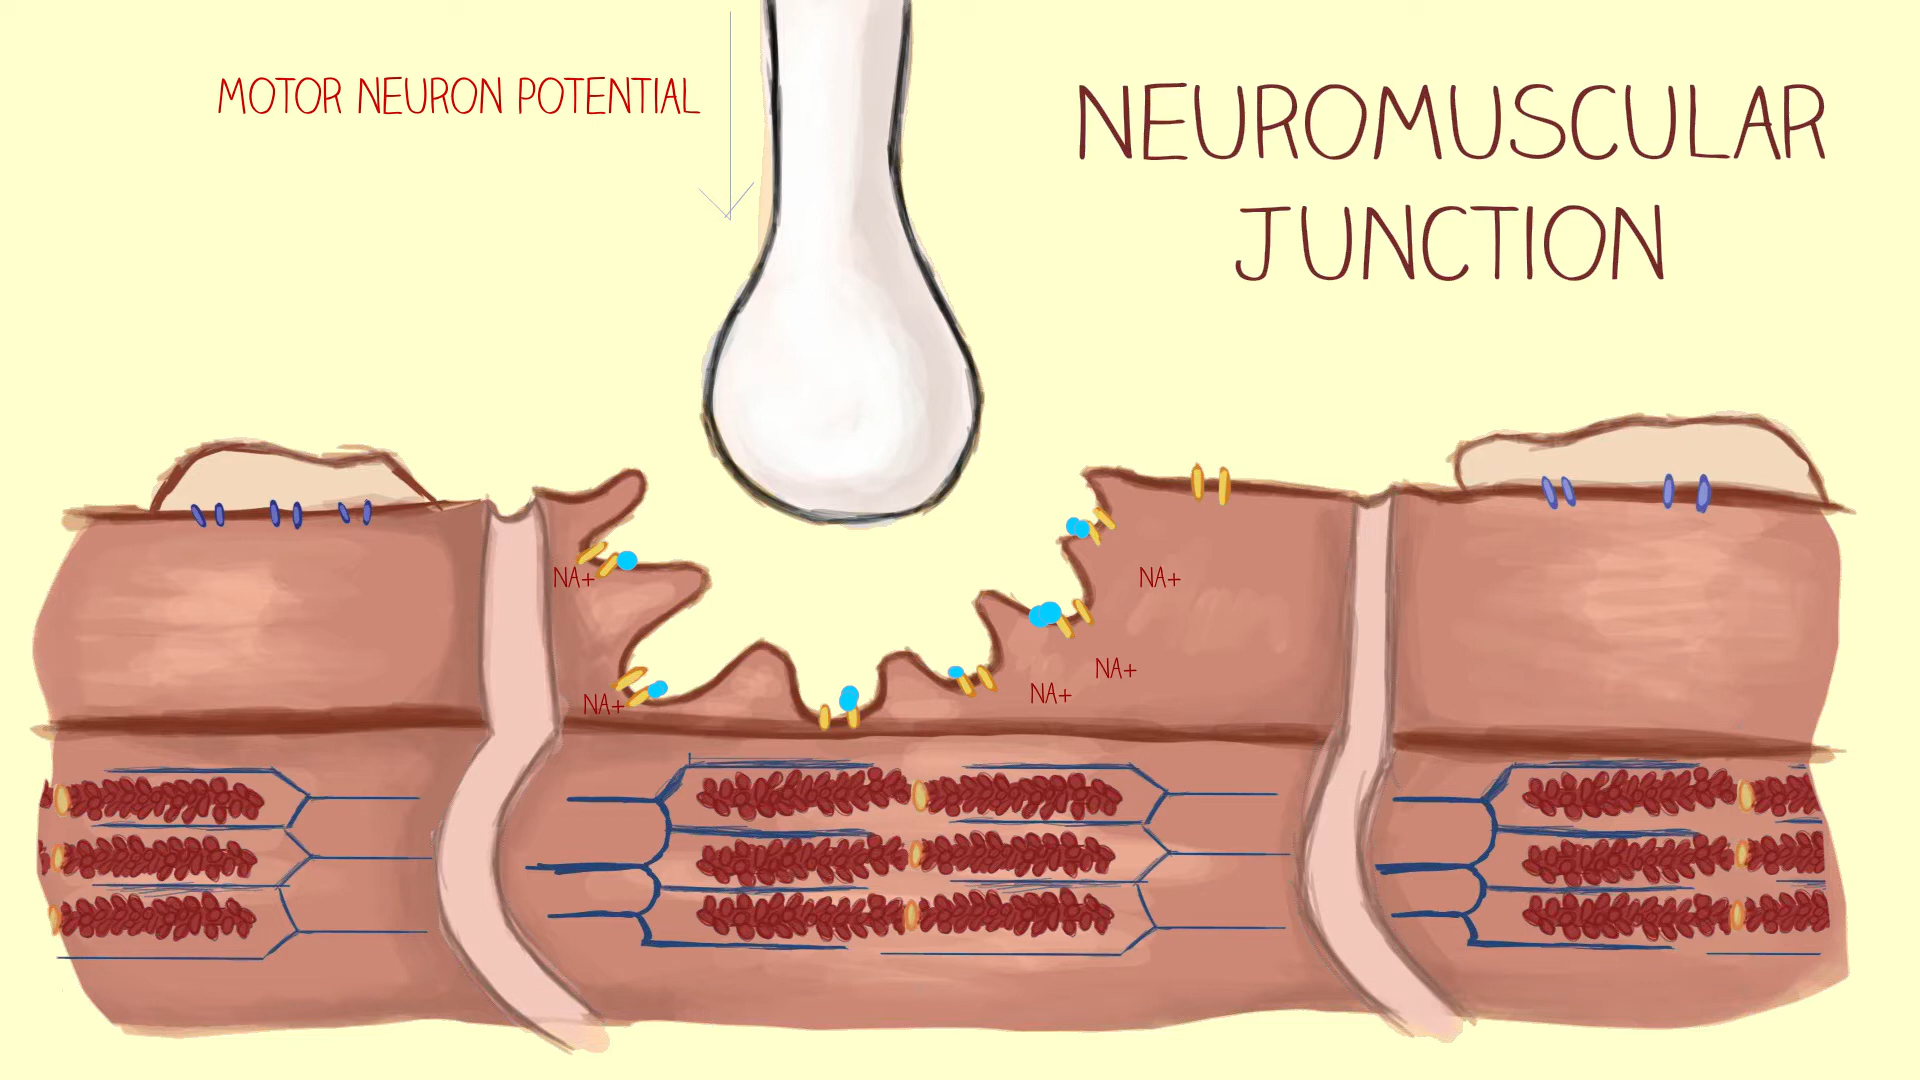 MOTOR NEURON POTENTIAL
NEUROMUSCULAR
JUNCTION
NA+
NA+
NA+
NA+
NA+